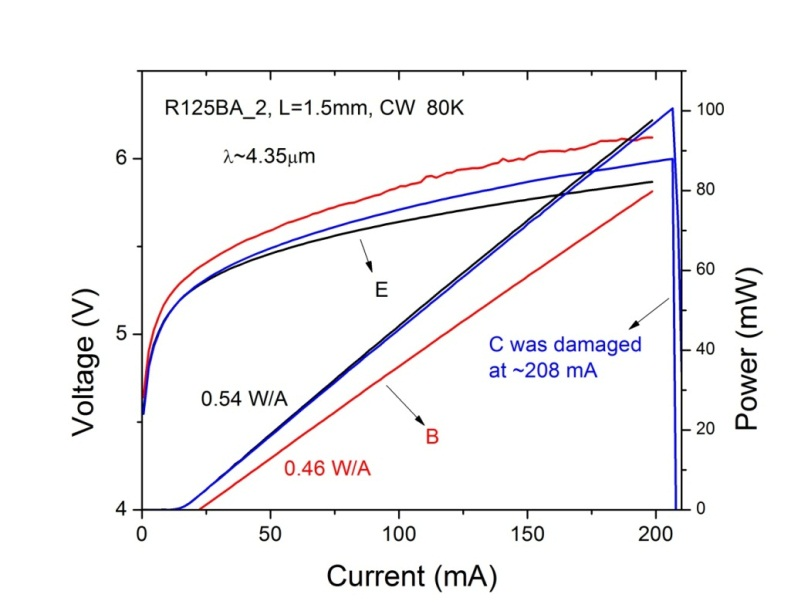 R125BA_2, L=1.5mm, CW 80K
λ~4.35μm
100
6
80
E
60
5
C was damaged
at ~208 mA
40
0.54 W/A
B
20
0.46 W/A
4
0
0
50
100
150
200
Voltage (V)
Power (mW)
Current (mA)